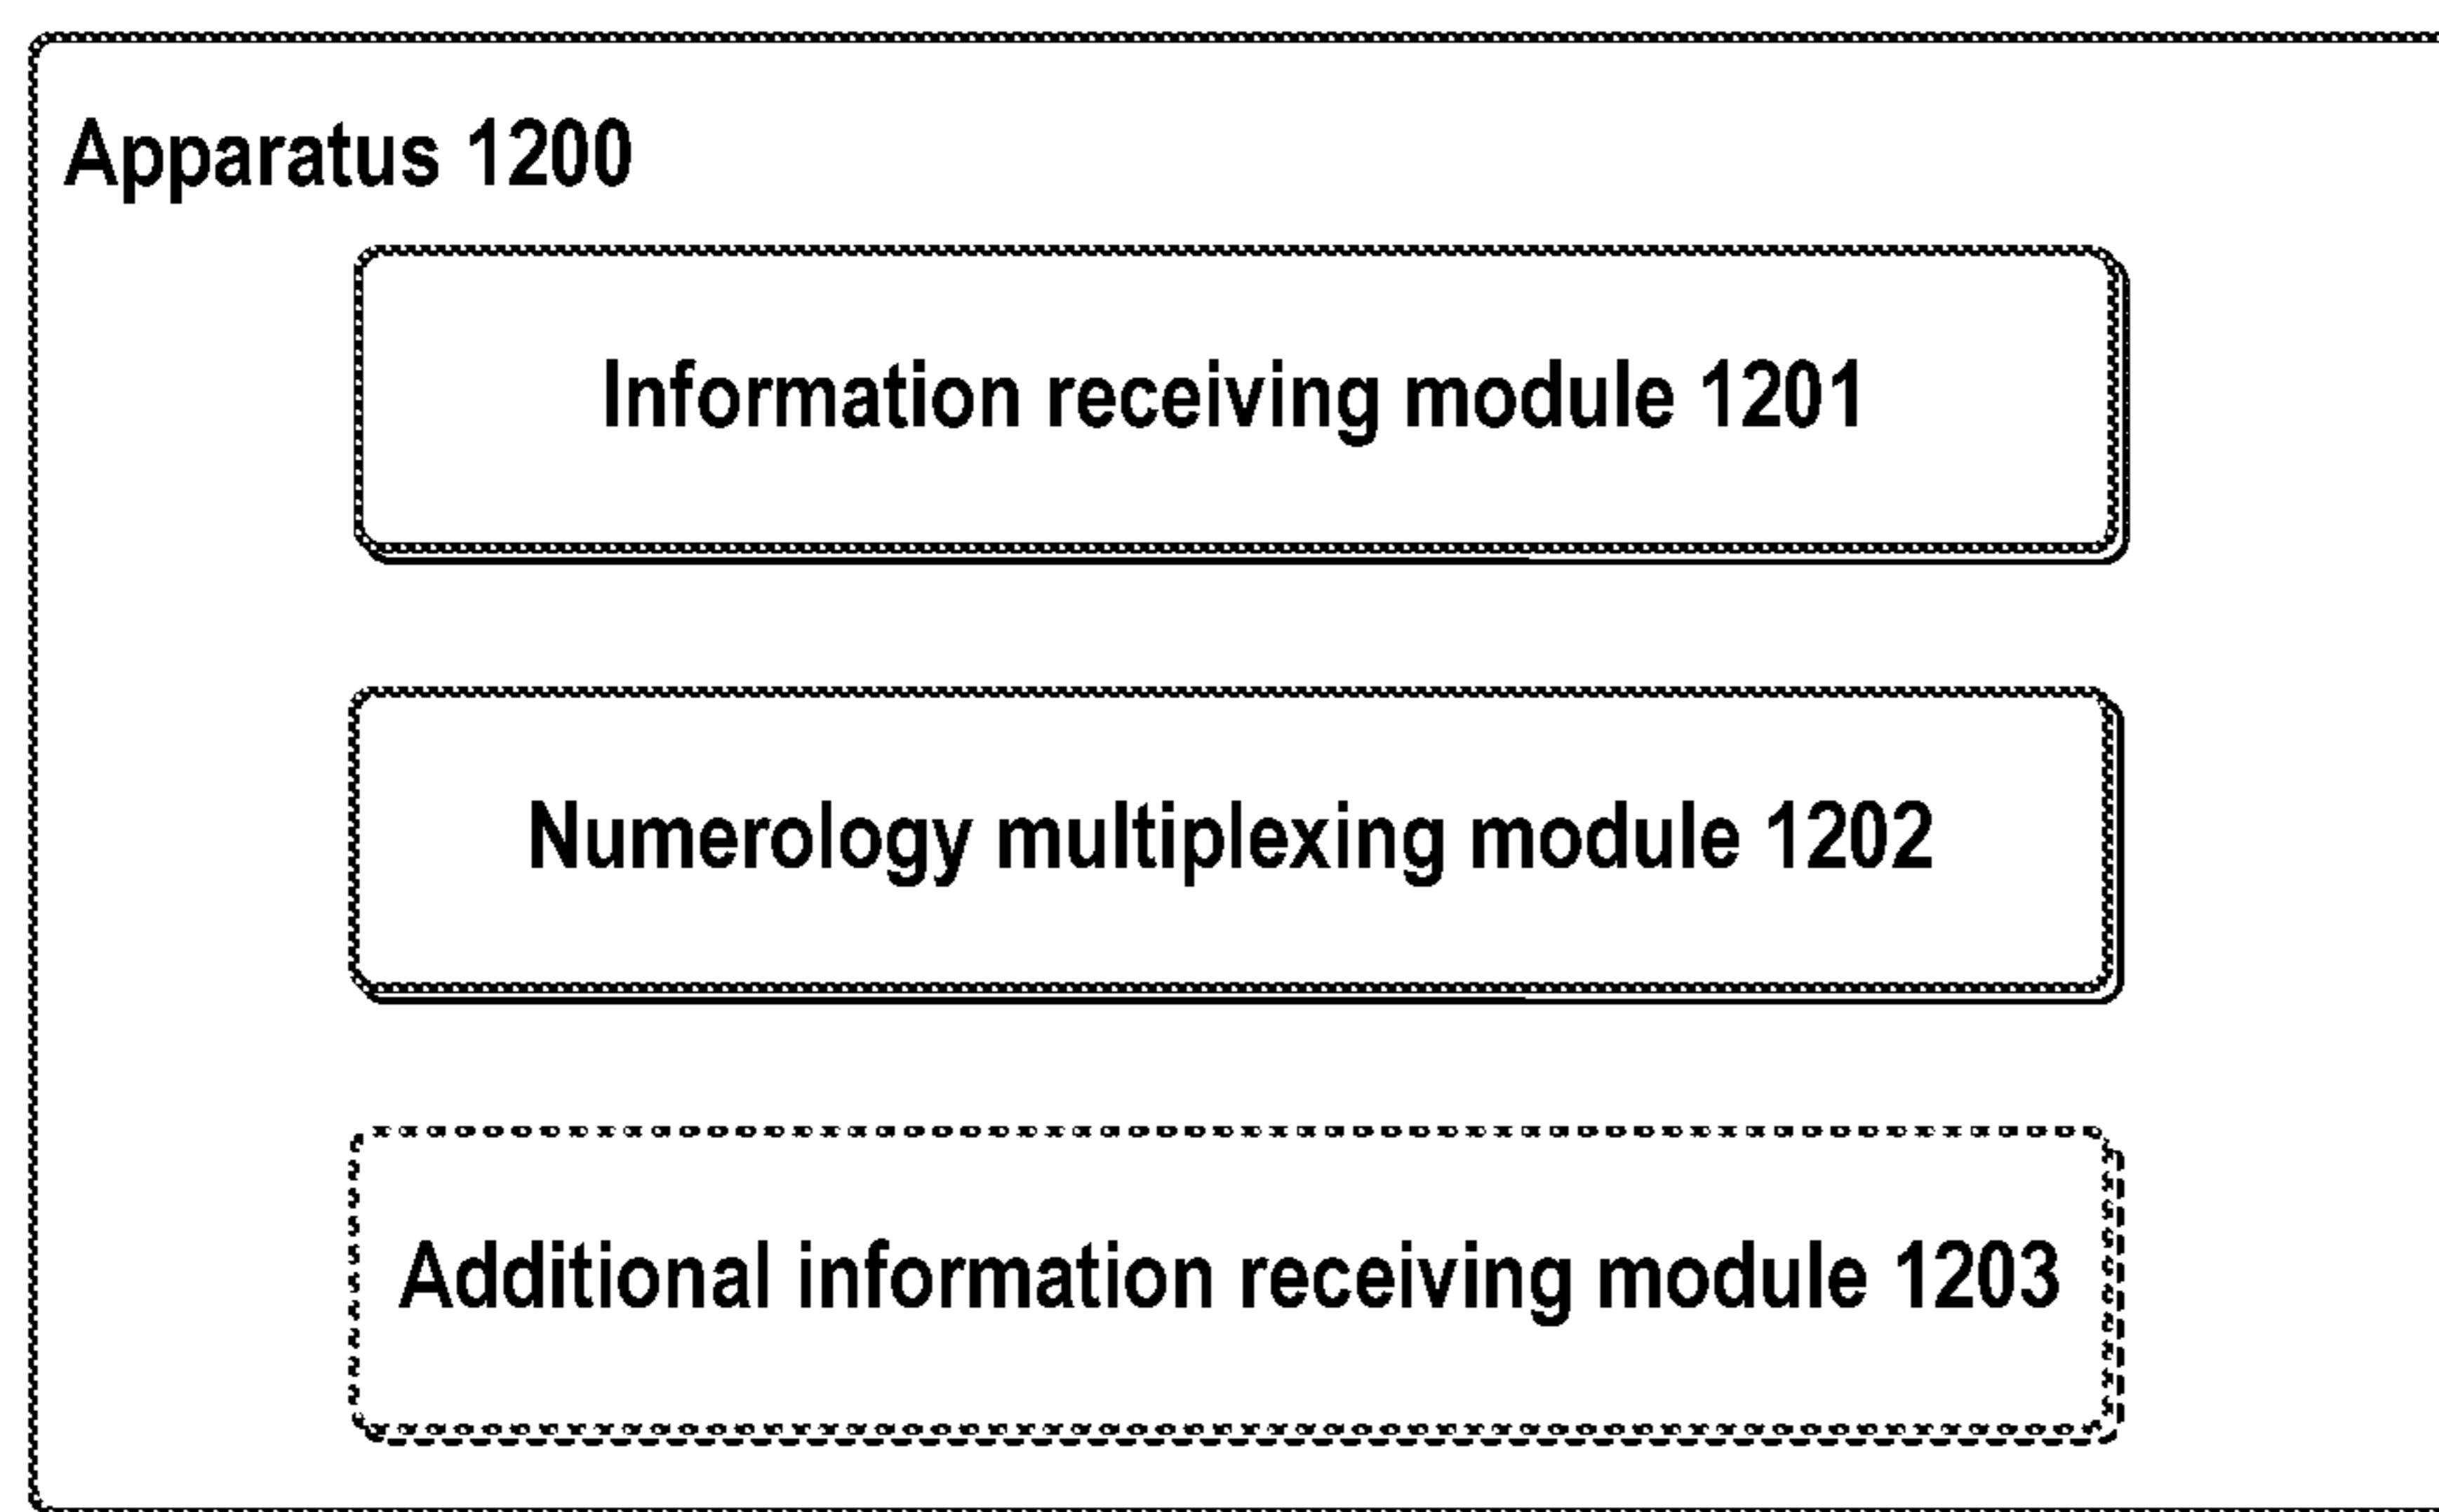 Apparatus 1200
Information receiving module 1201
Numerology multiplexing module 1202
Additional information receiving module 1203